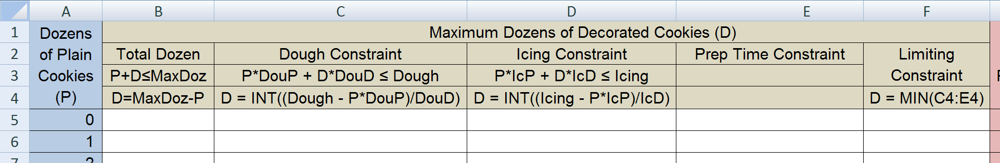 A B C D E F
1 Dozens Maximum Dozens of Decorated Cookies (D)
2 of Plain Total Dozen Dough Constraint Icing Constraint Prep Time Constraint Limiting
3 Cookies P+D≤MaxDoz P*DouP + D*DouD ≤ Dough P*IcP + D*IcD ≤ Icing Constraint
4 (P) D=MaxDoz-P D = INT((Dough - P*DouP)/DouD) D = INT((Icing - P*IcP)/IcD) D = MIN(C4:E4)
5 0
6 1
7 2